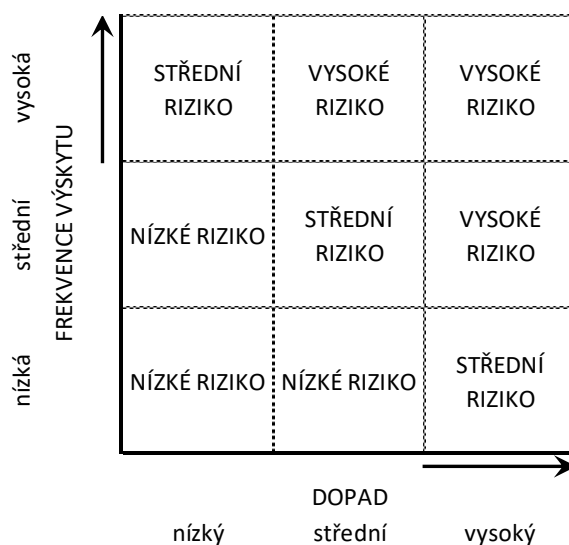 vysoká
STŘEDNÍ
RIZIKO
VYSOKÉ
RIZIKO
VYSOKÉ
RIZIKO
FREKVENCE VÝSKYTU
střední
NÍZKÉ RIZIKO
STŘEDNÍ
RIZIKO
VYSOKÉ
RIZIKO
nízká
NÍZKÉ RIZIKO
NÍZKÉ RIZIKO
STŘEDNÍ
RIZIKO
DOPAD
nízký střední vysoký